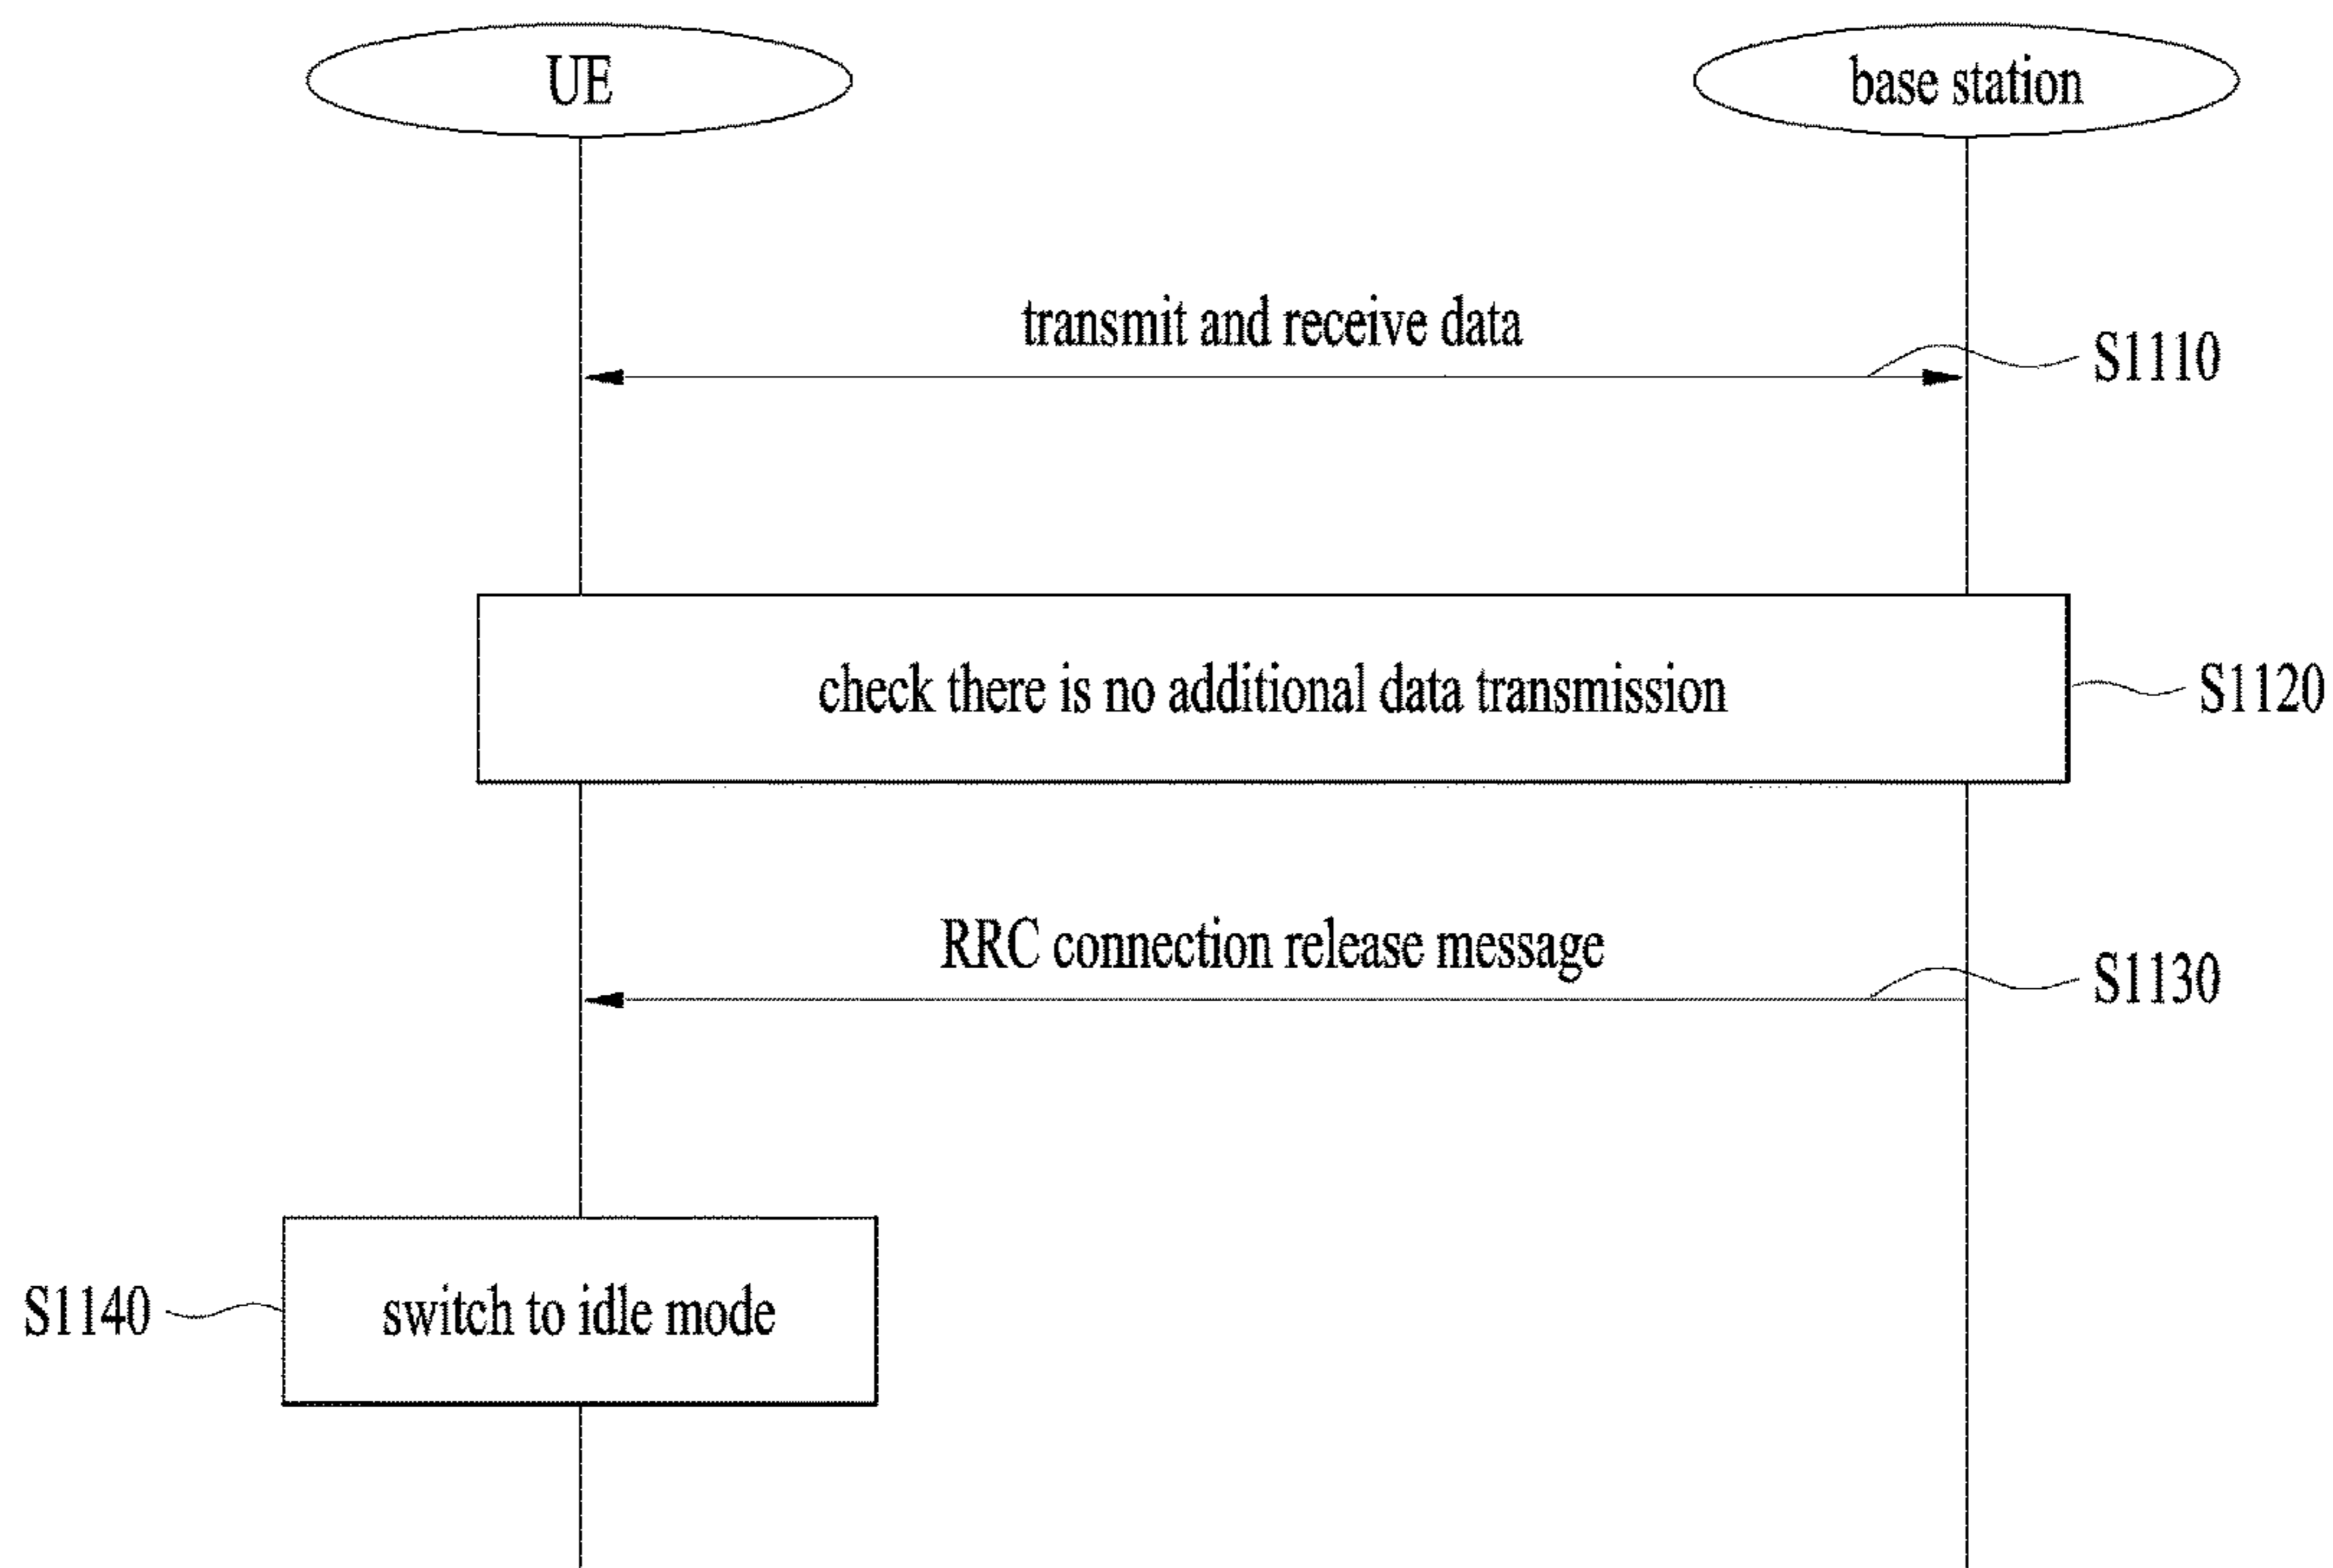 UE
base station
transmit and receive data
S1110
check there is no additional data transmission
S1120
RRC connection release message
S1130
S1140
switch to idle mode